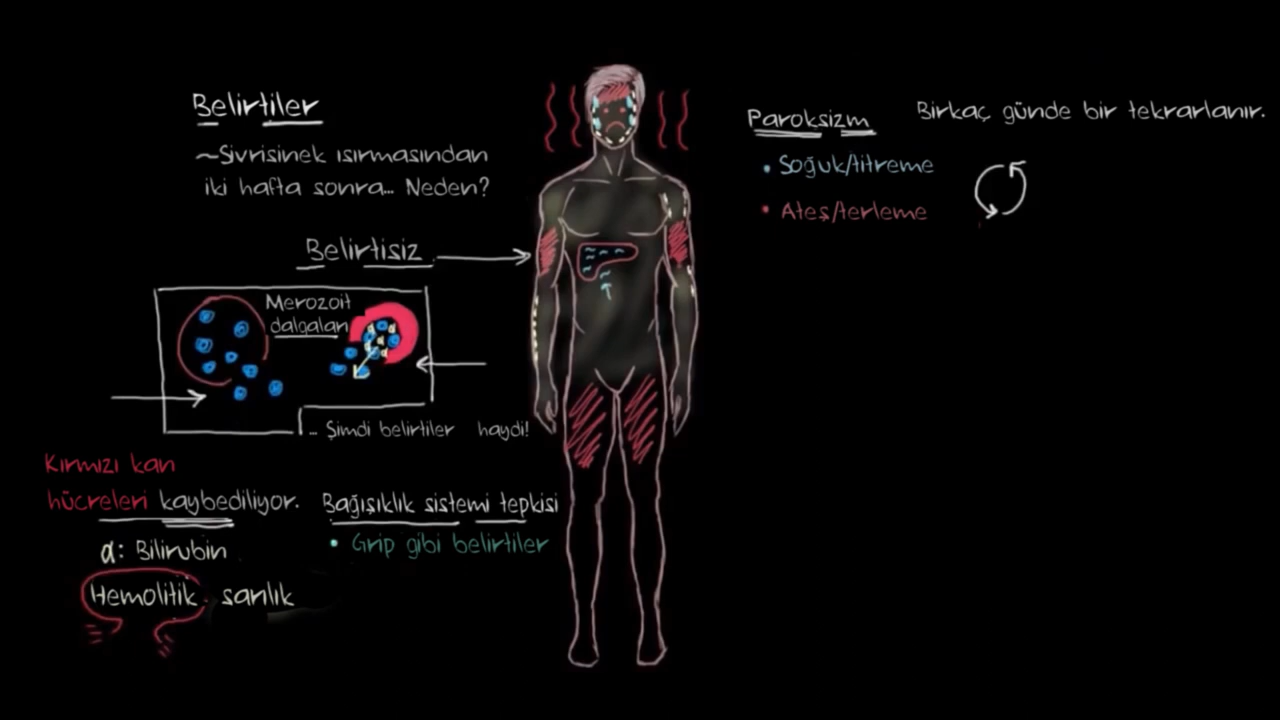 Belirtiler
~Sivrisinek ısırmasından
iki hafta sonra... Neden?
Belirtisiz
Merozoit
dalgaları
... Şimdi belirtiler haydi!
Kırmızı kan
hücreleri kaybediliyor.
α: Bilirubin
Hemolitik sarılık
Bağışıklık sistemi tepkisi
• Grip gibi belirtiler
Paroksizm
• Soğuk/titreme
• Ateş/terleme
Birkaç günde bir tekrarlanır.